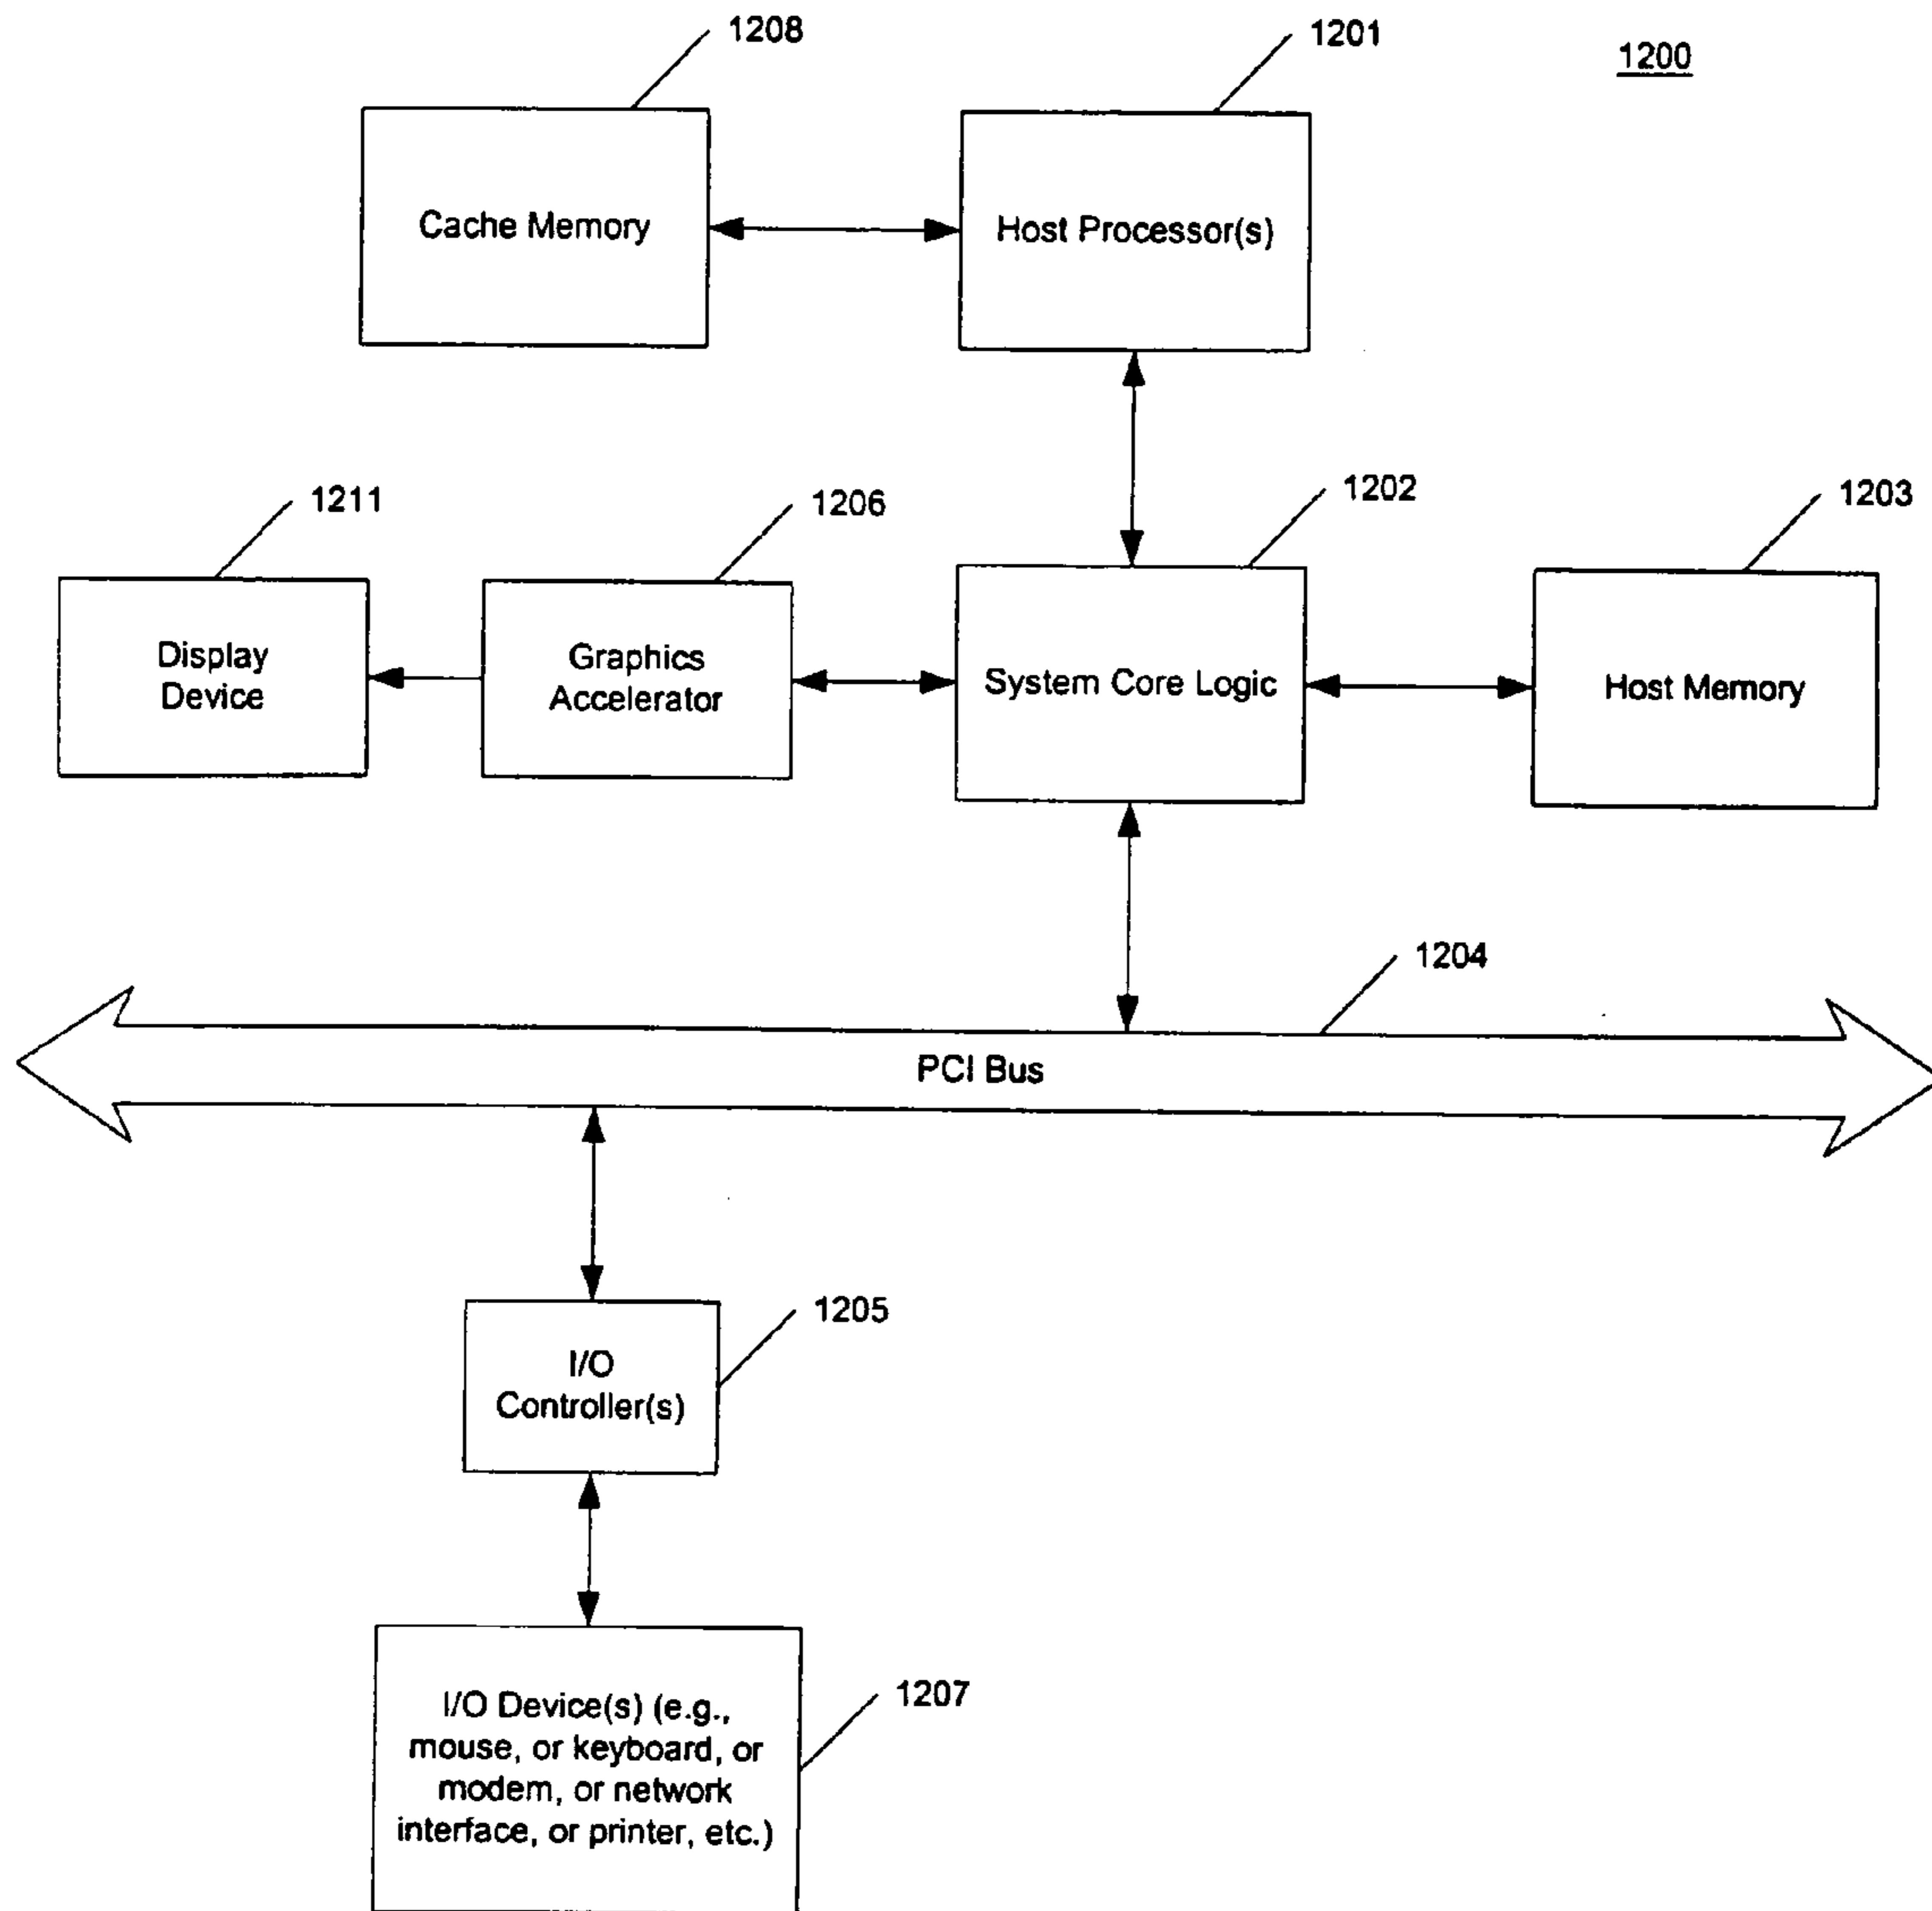 1208
1201
1200
Cache Memory
Host Processor(s)
1211
1206
1202
1203
Display
Device
Graphics
Accelerator
System Core Logic
Host Memory
1204
PCI Bus
1205
I/O
Controller(s)
1207
I/O Device(s) (e.g.,
mouse, or keyboard, or
modem, or network
interface, or printer, etc.)